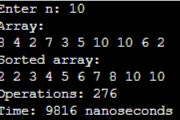 Enter n: 10
Array:
8 4 2 7 3 5 10 10 6 2
Sorted array:
2 2 3 4 5 6 7 8 10 10
Operations: 276
Time: 9816 nanoseconds